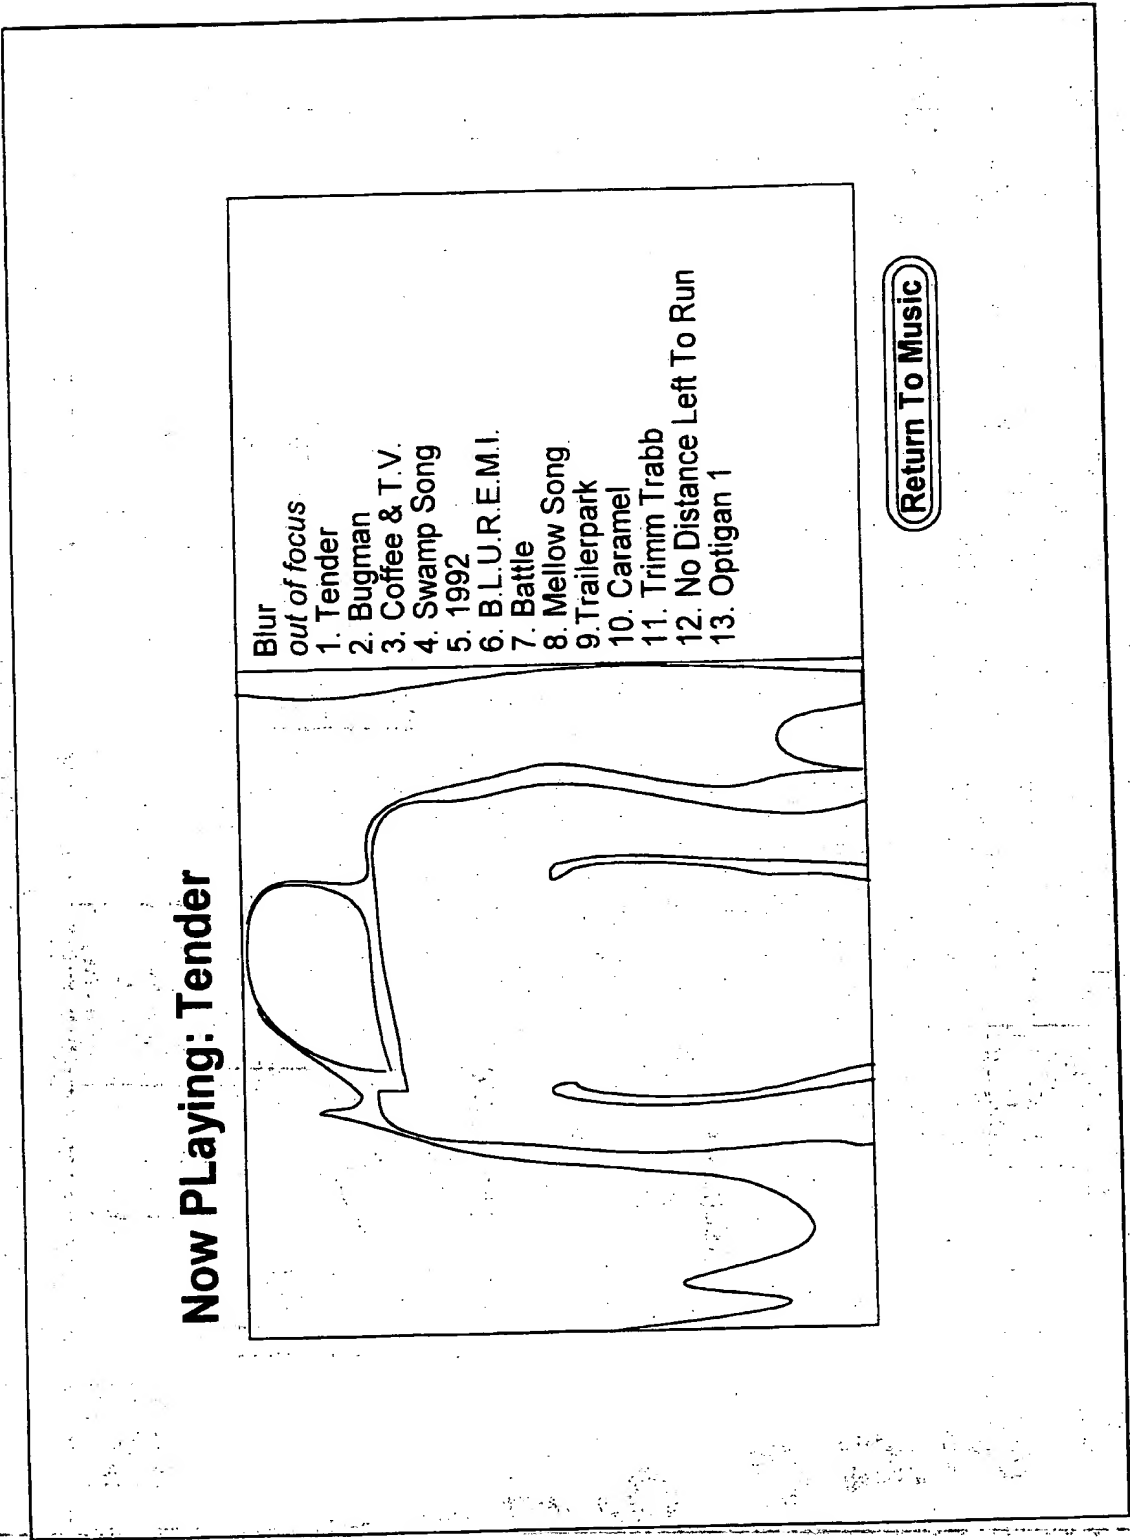 Now PLaying: Tender
Blur
out of focus
1. Tender
2. Bugman
3. Coffee & T.V.
4. Swamp Song
5. 1992
6. B.L.U.R.E.M.I.
7. Battle
8. Mellow Song
9.Trailerpark
10. Caramel
11. Trimm Trabb
12. No Distance Left To Run
13. Optigan 1
Return To Music